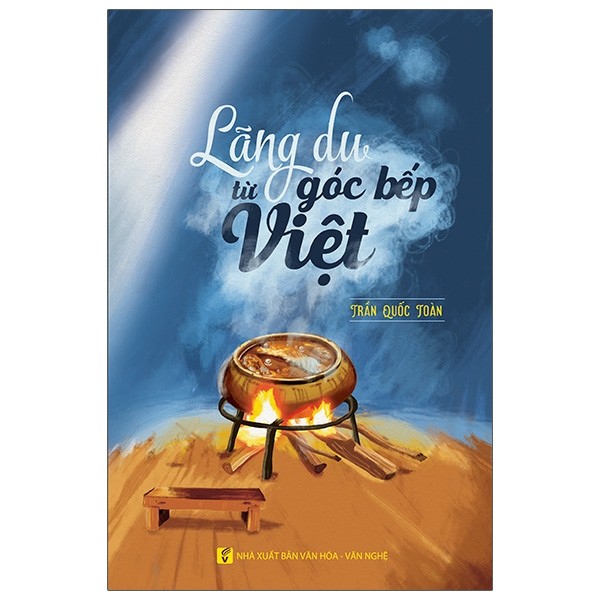 Lãng du
từ góc bếp
Việt
TRẦN QUỐC TOÀN
NHÀ XUẤT BẢN VĂN HÓA - VĂN NGHỆ